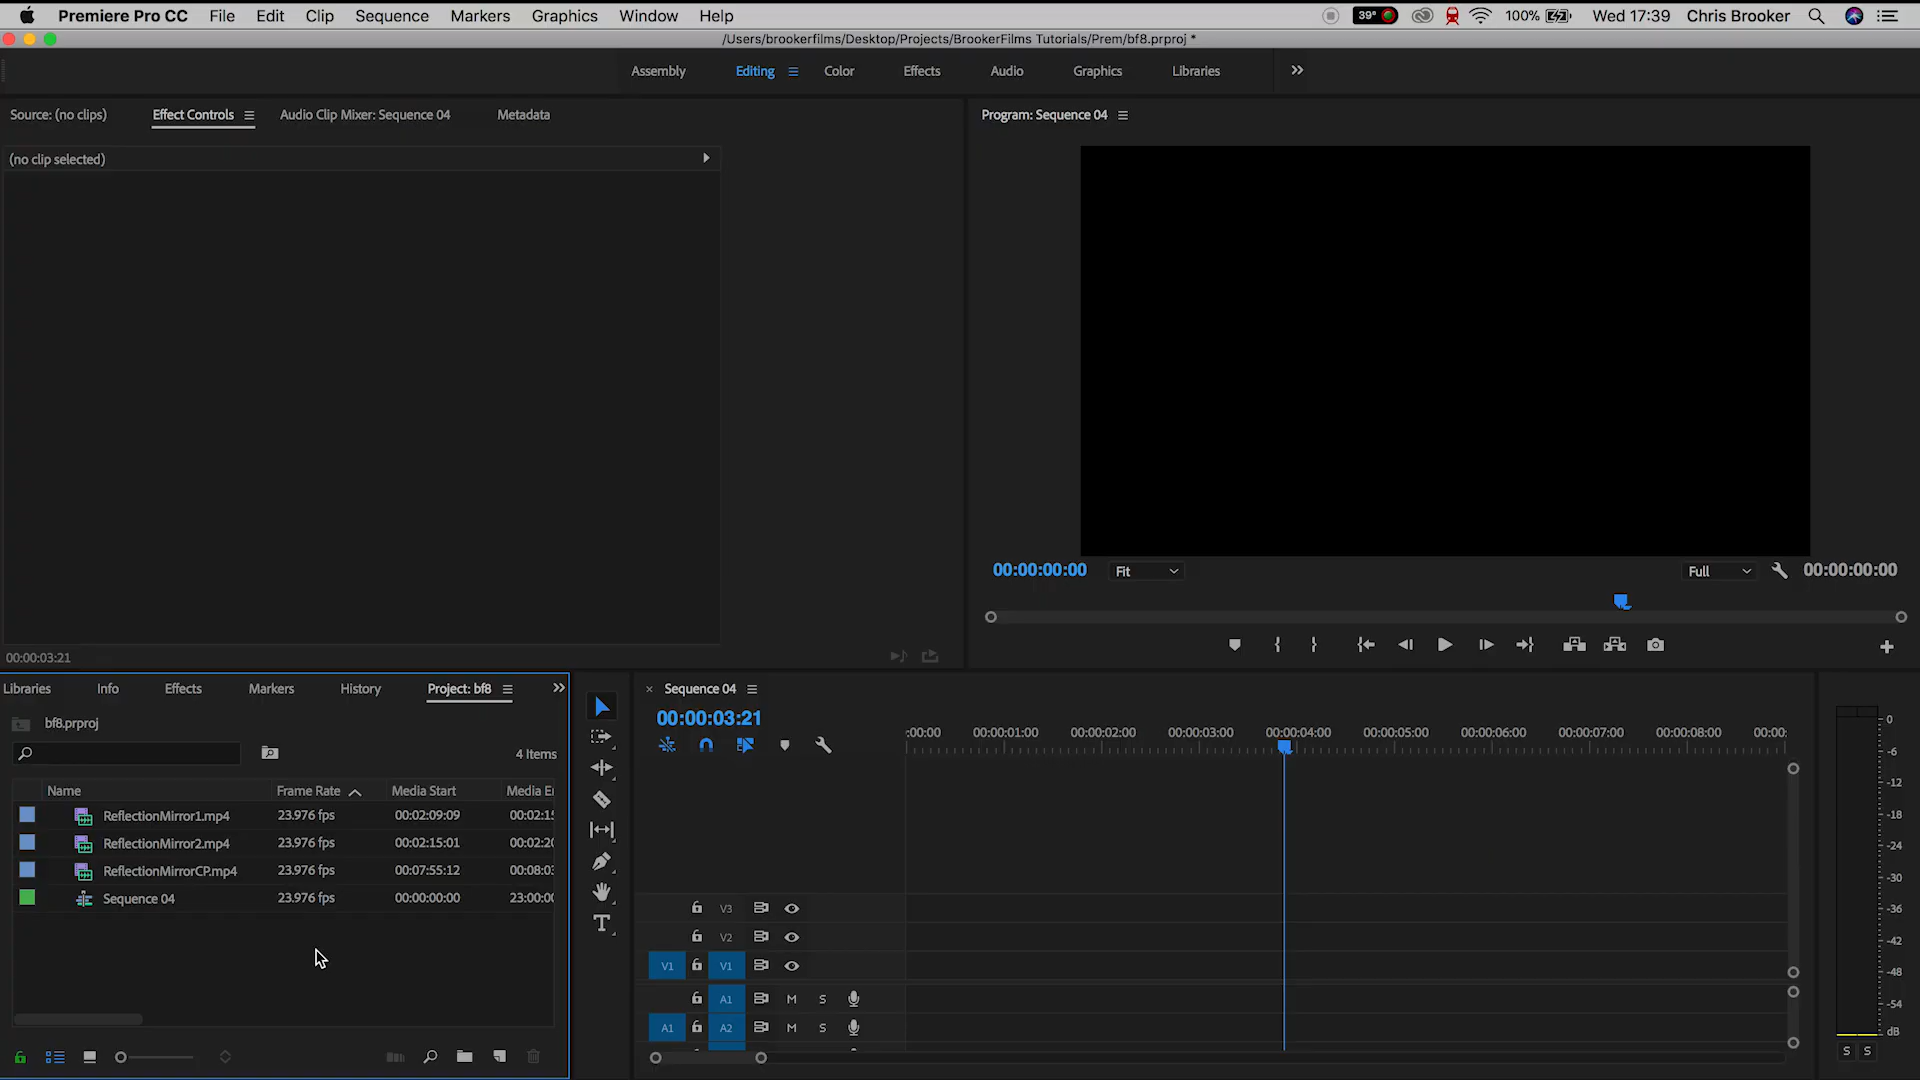 Premiere Pro CC File Edit Clip Sequence Markers Graphics Window Help 39° 100% Wed 17:39 Chris Brooker
/Users/brookerfilms/Desktop/Projects/BrookerFilms Tutorials/Prem/bf8.prproj *
Assembly Editing Color Effects Audio Graphics Libraries
Source: (no clips) Effect Controls Audio Clip Mixer: Sequence 04 Metadata
(no clip selected)
00:00:03:21
Program: Sequence 04
00:00:00:00 Fit Full 00:00:00:00
Libraries Info Effects Markers History Project: bf8
bf8.prproj
4 Items
Name Frame Rate Media Start Media E
ReflectionMirror1.mp4 23.976 fps 00:02:09:09 00:02:15
ReflectionMirror2.mp4 23.976 fps 00:02:15:01 00:02:20
ReflectionMirrorCP.mp4 23.976 fps 00:07:55:12 00:08:03
Sequence 04 23.976 fps 00:00:00:00 23:00:00
T
× Sequence 04
00:00:03:21
:00:00 00:00:01:00 00:00:02:00 00:00:03:00 00:00:04:00 00:00:05:00 00:00:06:00 00:00:07:00 00:00:08:00 00:00:
V3
V2
V1 V1
A1 M S
A1 A2 M S
0
-6
-12
-18
-24
-30
-36
-42
-48
-54
dB
S S